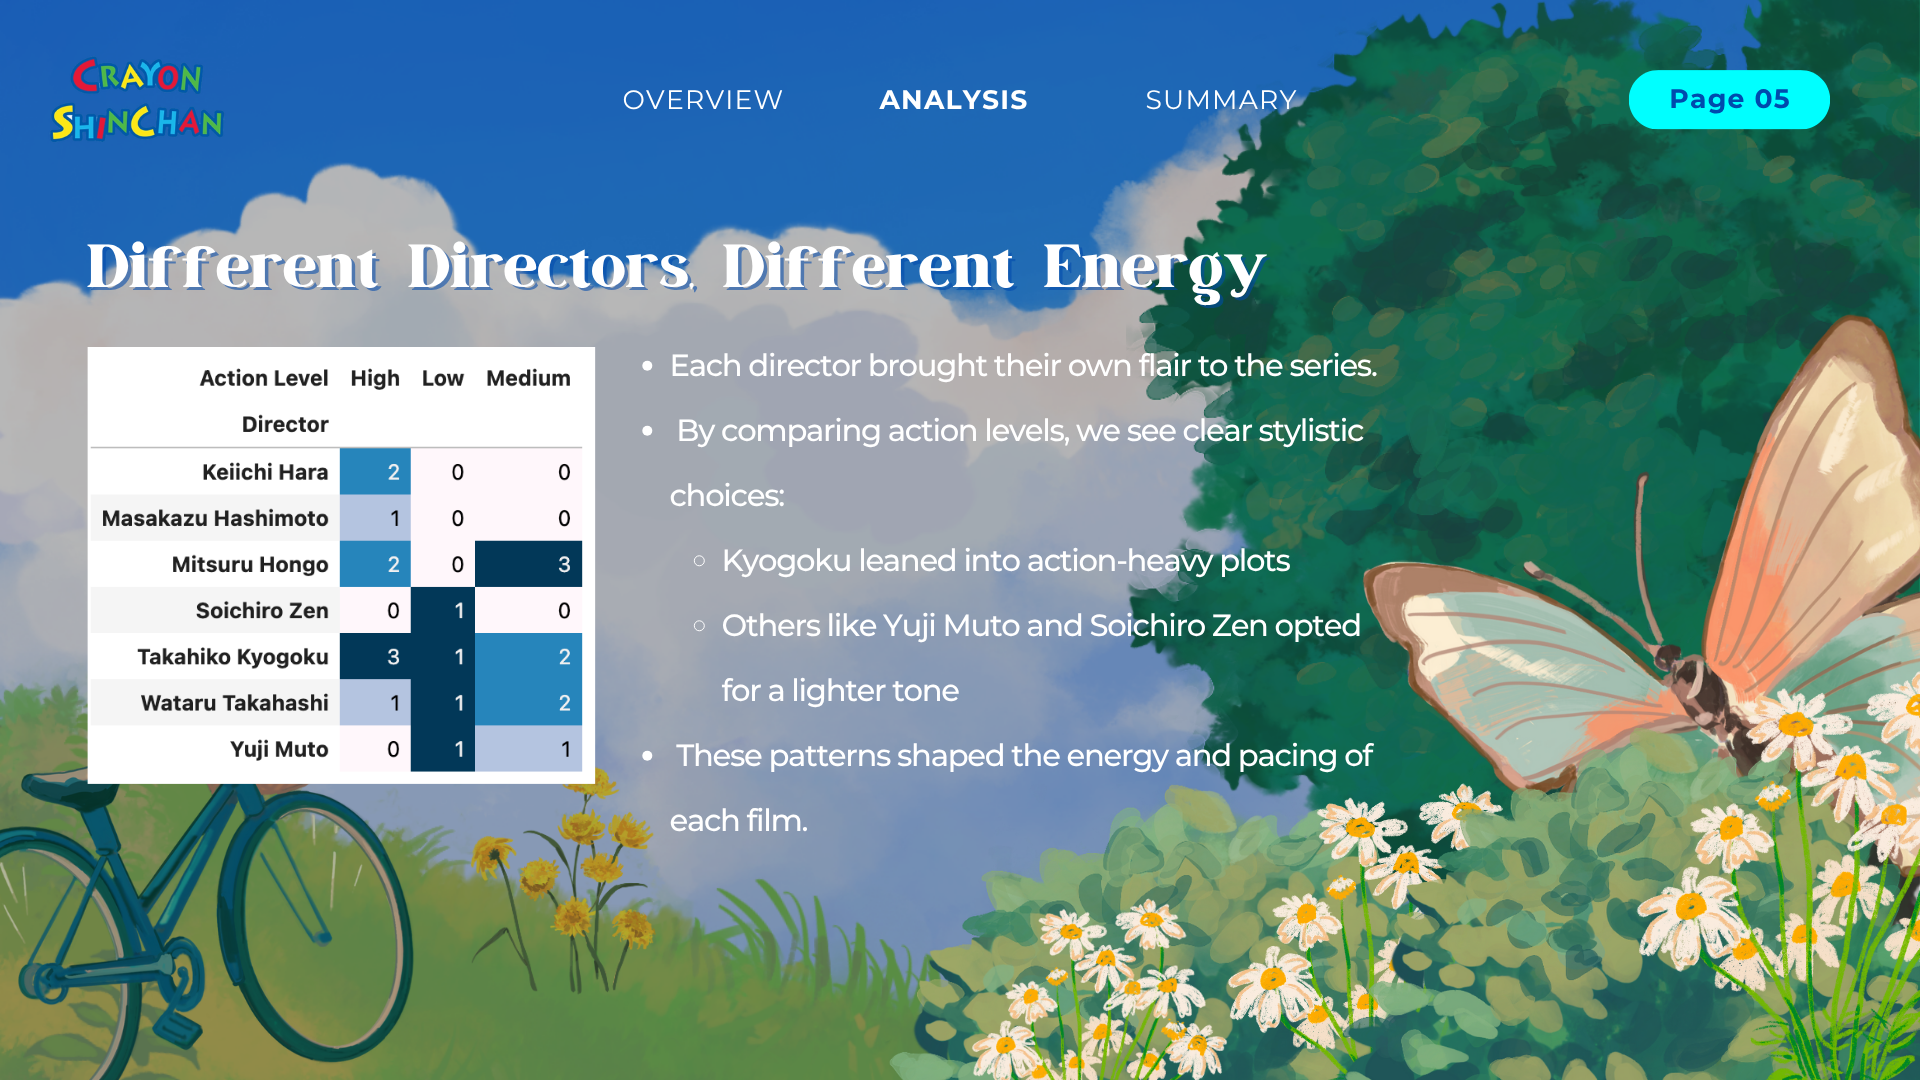 CRAYON
SHINCHAN
OVERVIEW ANALYSIS SUMMARY Page 05
Different Directors, Different Energy
Action Level High Low Medium
Director
Keiichi Hara 2 0 0
Masakazu Hashimoto 1 0 0
Mitsuru Hongo 2 0 3
Soichiro Zen 0 1 0
Takahiko Kyogoku 3 1 2
Wataru Takahashi 1 1 2
Yuji Muto 0 1 1
• Each director brought their own flair to the series.
• By comparing action levels, we see clear stylistic
choices:
○ Kyogoku leaned into action-heavy plots
○ Others like Yuji Muto and Soichiro Zen opted
for a lighter tone
• These patterns shaped the energy and pacing of
each film.